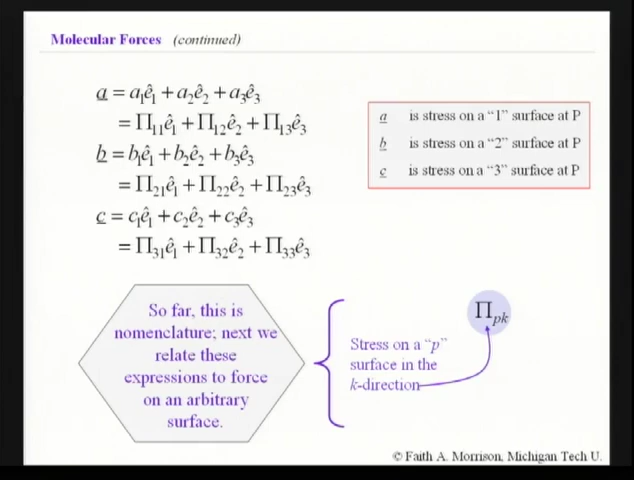 Molecular Forces (continued)
a = a₁ê₁ + a₂ê₂ + a₃ê₃
= Π₁₁ê₁ + Π₁₂ê₂ + Π₁₃ê₃
b = b₁ê₁ + b₂ê₂ + b₃ê₃
= Π₂₁ê₁ + Π₂₂ê₂ + Π₂₃ê₃
c = c₁ê₁ + c₂ê₂ + c₃ê₃
= Π₃₁ê₁ + Π₃₂ê₂ + Π₃₃ê₃
a is stress on a “1” surface at P
b is stress on a “2” surface at P
c is stress on a “3” surface at P
So far, this is
nomenclature; next we
relate these
expressions to force
on an arbitrary
surface.
Stress on a “p”
surface in the
k-direction
Πpk
© Faith A. Morrison, Michigan Tech U.